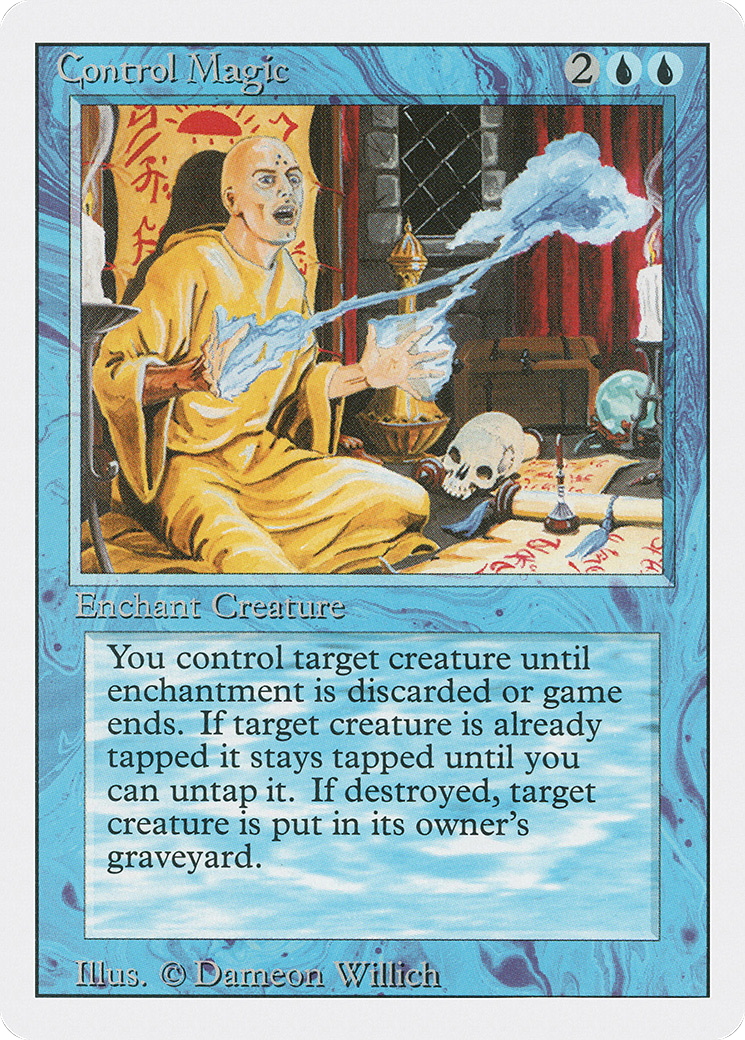 Control Magic 2
Enchant Creature
You control target creature until
enchantment is discarded or game
ends. If target creature is already
tapped it stays tapped until you
can untap it. If destroyed, target
creature is put in its owner's
graveyard.
Illus. © Dameon Willich